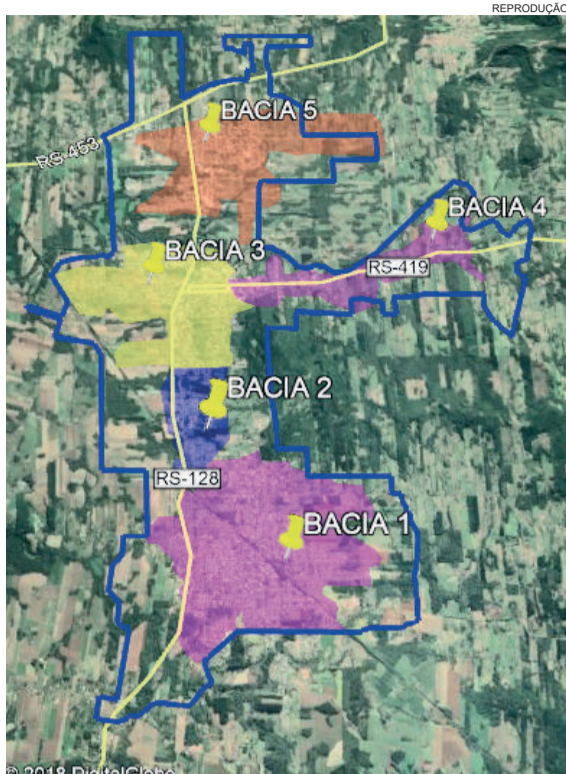 REPRODUÇÃO
BACIA 5
RS-453
BACIA 4
BACIA 3
RS-419
BACIA 2
RS-128
BACIA 1
© 2018 DigitalGlobe